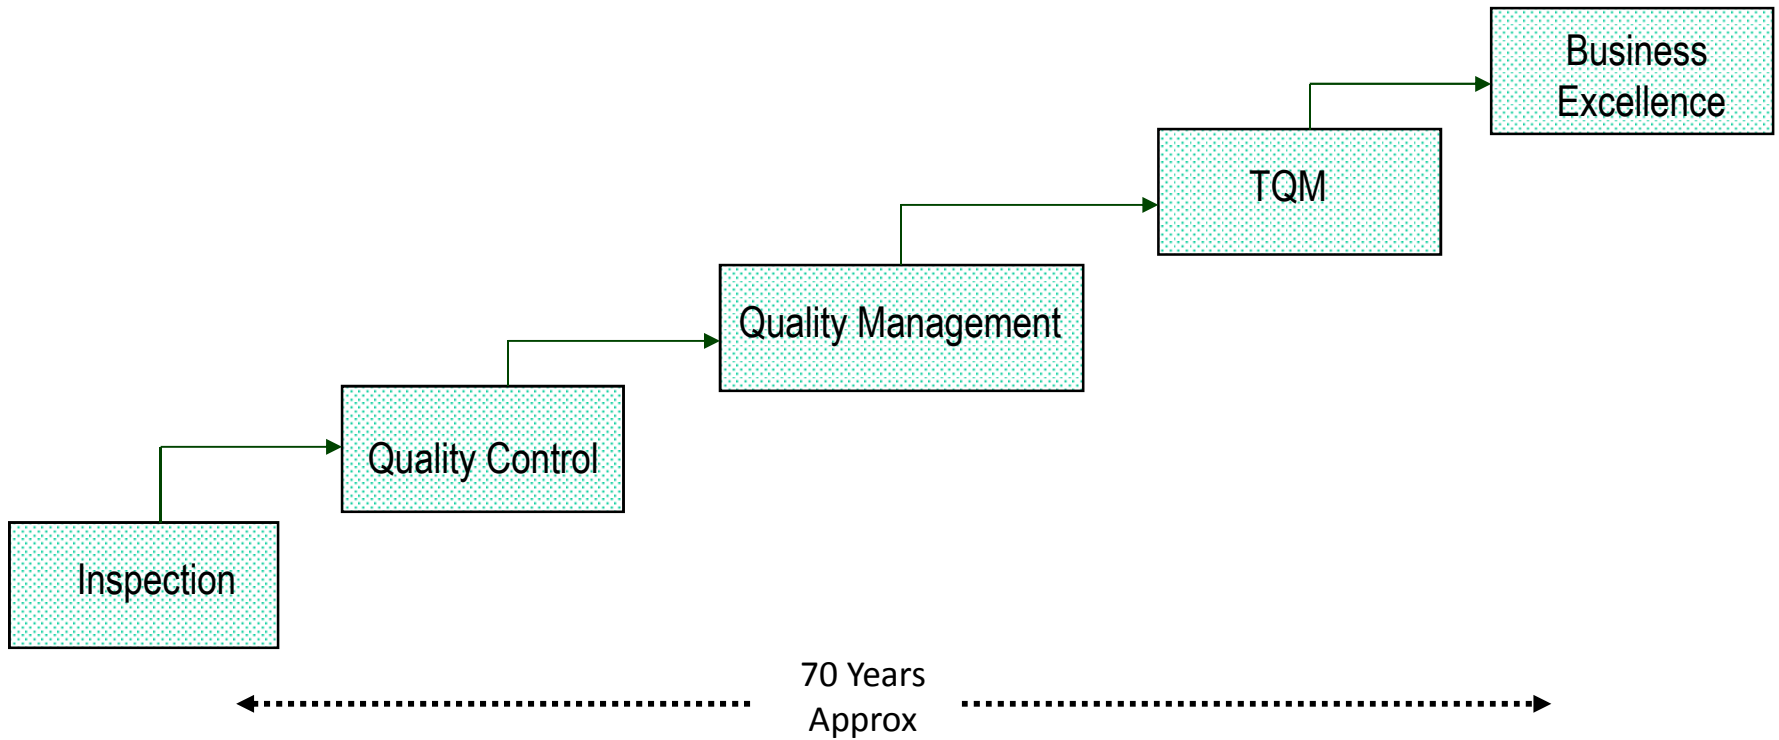 Business
Excellence
TQM
Quality Management
Quality Control
Inspection
70 Years
Approx